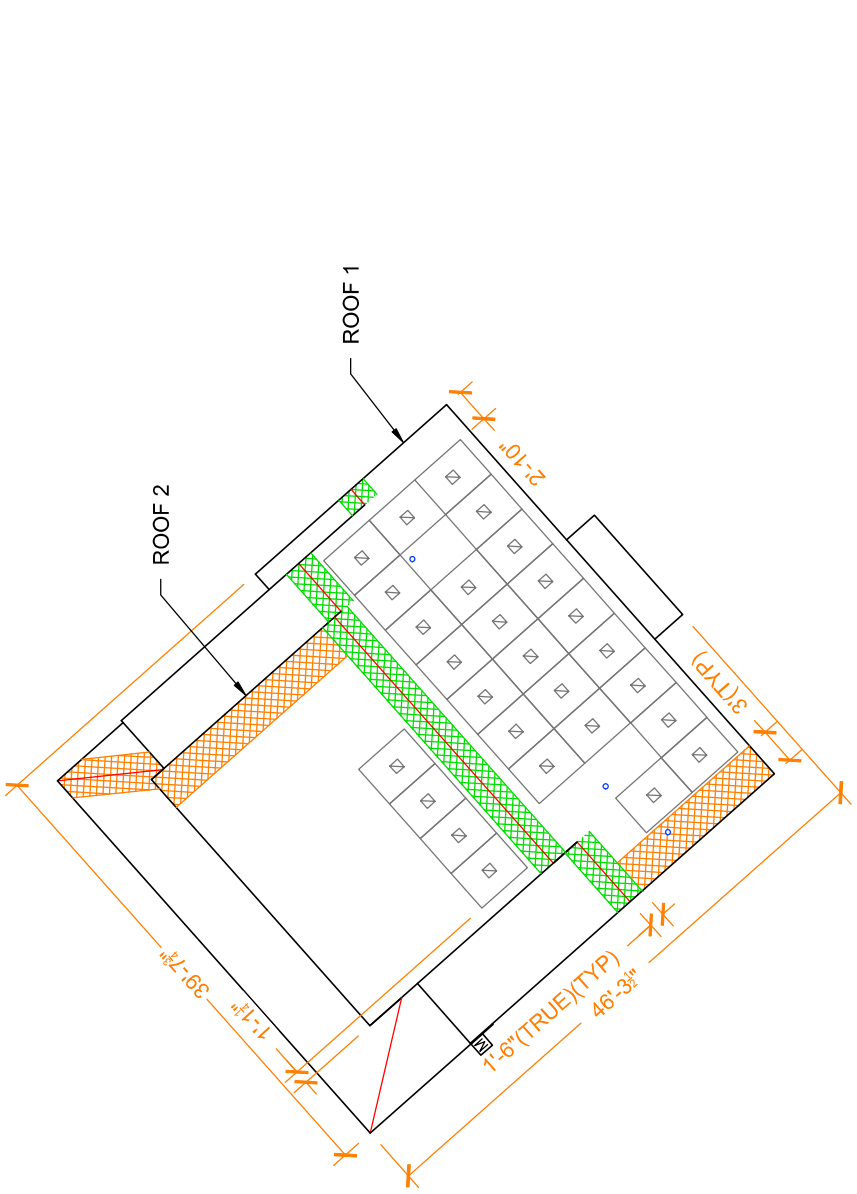 ROOF 1
ROOF 2
2'-10"
3'(TYP)
39'-7¾"
1'-1¼"
1'-6"(TRUE)(TYP)
46'-3½"
M